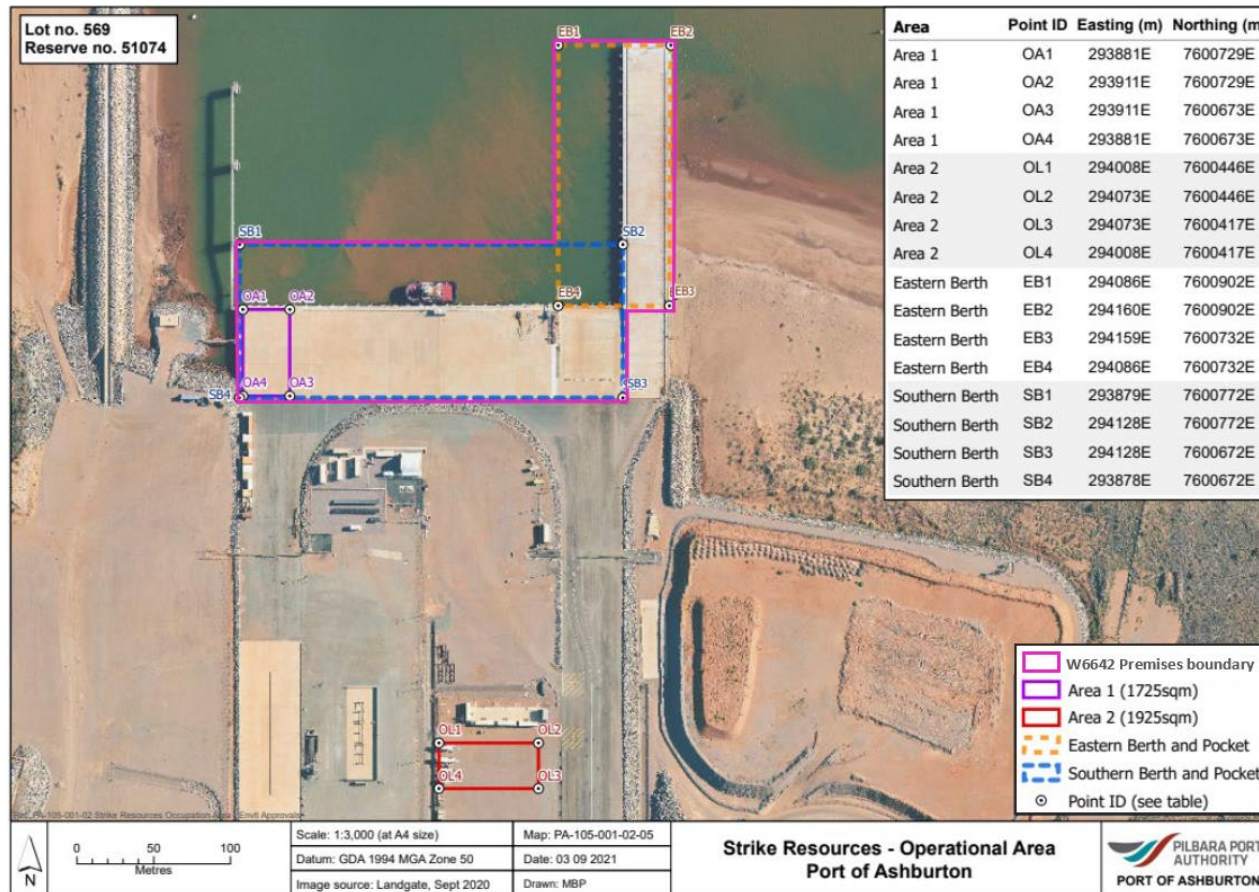 Lot no. 569
Reserve no. 51074
EB1
EB2
SB1
SB2
OA1
OA2
EB4
EB3
OA4
OA3
SB4
SB3
OL1
OL2
OL4
OL3
Area Point ID Easting (m) Northing (m
Area 1 OA1 293881E 7600729E
Area 1 OA2 293911E 7600729E
Area 1 OA3 293911E 7600673E
Area 1 OA4 293881E 7600673E
Area 2 OL1 294008E 7600446E
Area 2 OL2 294073E 7600446E
Area 2 OL3 294073E 7600417E
Area 2 OL4 294008E 7600417E
Eastern Berth EB1 294086E 7600902E
Eastern Berth EB2 294160E 7600902E
Eastern Berth EB3 294159E 7600732E
Eastern Berth EB4 294086E 7600732E
Southern Berth SB1 293879E 7600772E
Southern Berth SB2 294128E 7600772E
Southern Berth SB3 294128E 7600672E
Southern Berth SB4 293878E 7600672E
W6642 Premises boundary
Area 1 (1725sqm)
Area 2 (1925sqm)
Eastern Berth and Pocket
Southern Berth and Pocket
Point ID (see table)
PA-105-001-02 Strike Resources Occupation Area
N
0 50 100
Metres
Scale: 1:3,000 (at A4 size)
Datum: GDA 1994 MGA Zone 50
Image source: Landgate, Sept 2020
Map: PA-105-001-02-05
Date: 03 09 2021
Drawn: MBP
Strike Resources - Operational Area
Port of Ashburton
PILBARA PORT
AUTHORITY
PORT OF ASHBURTON